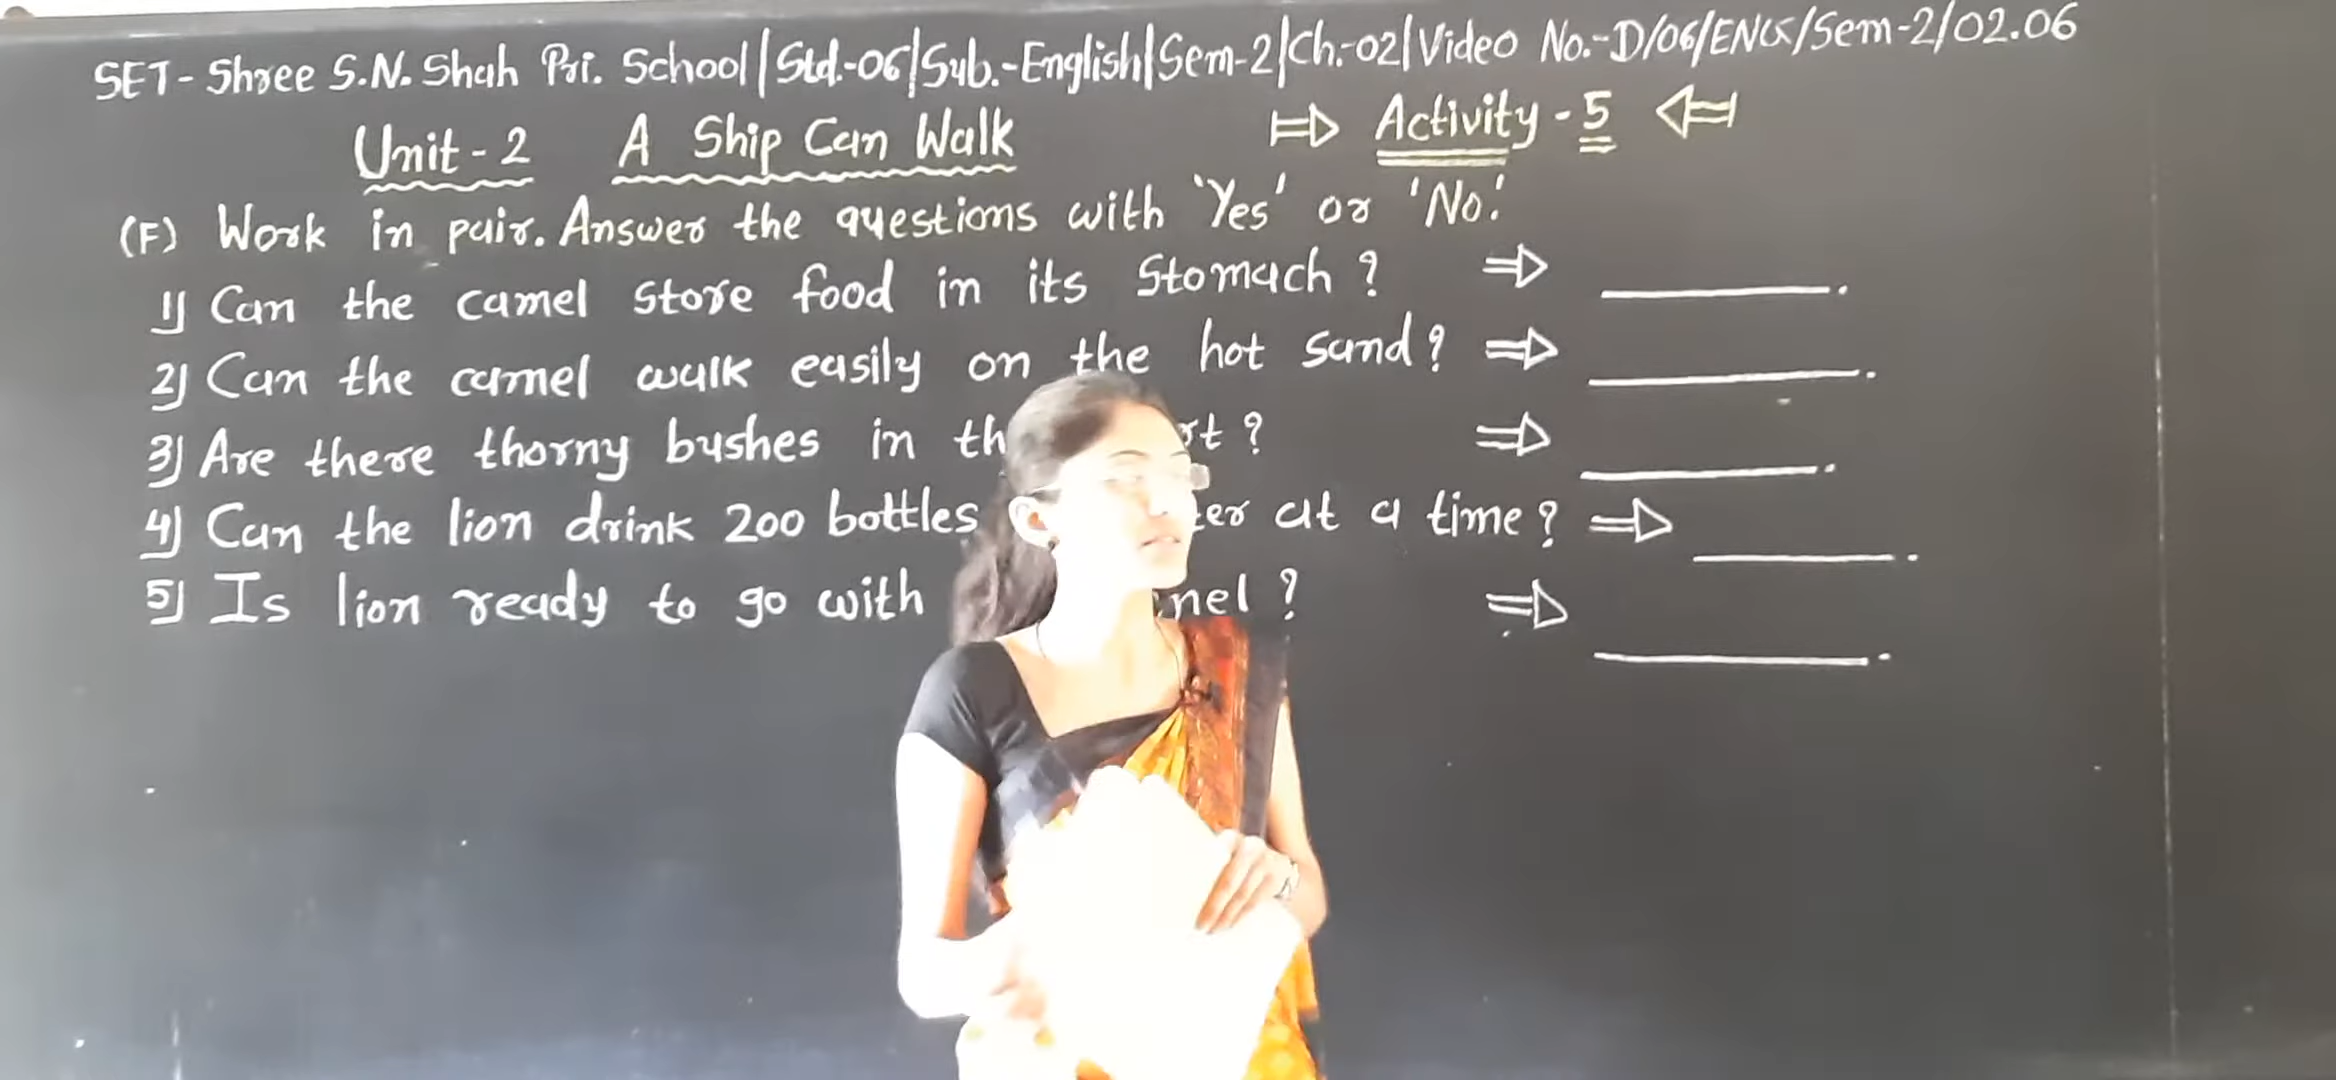 SET- Shree S.N. Shah Pri. School|Std.-06|Sub.-English|Sem-2|Ch.-02|Video No.-D/06/ENG/Sem-2/02.06
Unit-2 A Ship Can Walk ⇒ Activity-5 ⇐
(F) Work in pair. Answer the questions with 'Yes' or 'No'.
1) Can the camel store food in its Stomach? ⇒ ______.
2) Can the camel walk easily on the hot sand? ⇒ ______.
3) Are there thorny bushes in th rt? ⇒ ______.
4) Can the lion drink 200 bottles ter at a time? ⇒ ______.
5) Is lion ready to go with mel? ⇒ ______.